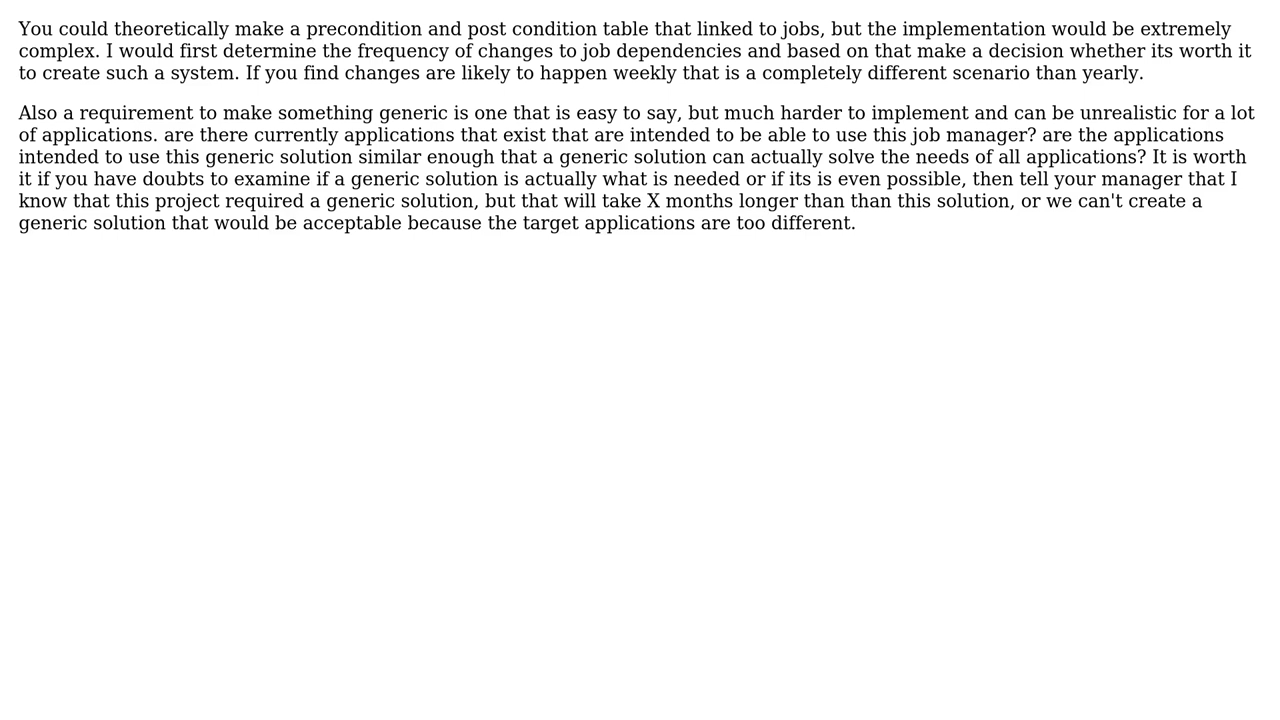 You could theoretically make a precondition and post condition table that linked to jobs, but the implementation would be extremely
complex. I would first determine the frequency of changes to job dependencies and based on that make a decision whether its worth it
to create such a system. If you find changes are likely to happen weekly that is a completely different scenario than yearly.
Also a requirement to make something generic is one that is easy to say, but much harder to implement and can be unrealistic for a lot
of applications. are there currently applications that exist that are intended to be able to use this job manager? are the applications
intended to use this generic solution similar enough that a generic solution can actually solve the needs of all applications? It is worth
it if you have doubts to examine if a generic solution is actually what is needed or if its is even possible, then tell your manager that I
know that this project required a generic solution, but that will take X months longer than than this solution, or we can't create a
generic solution that would be acceptable because the target applications are too different.